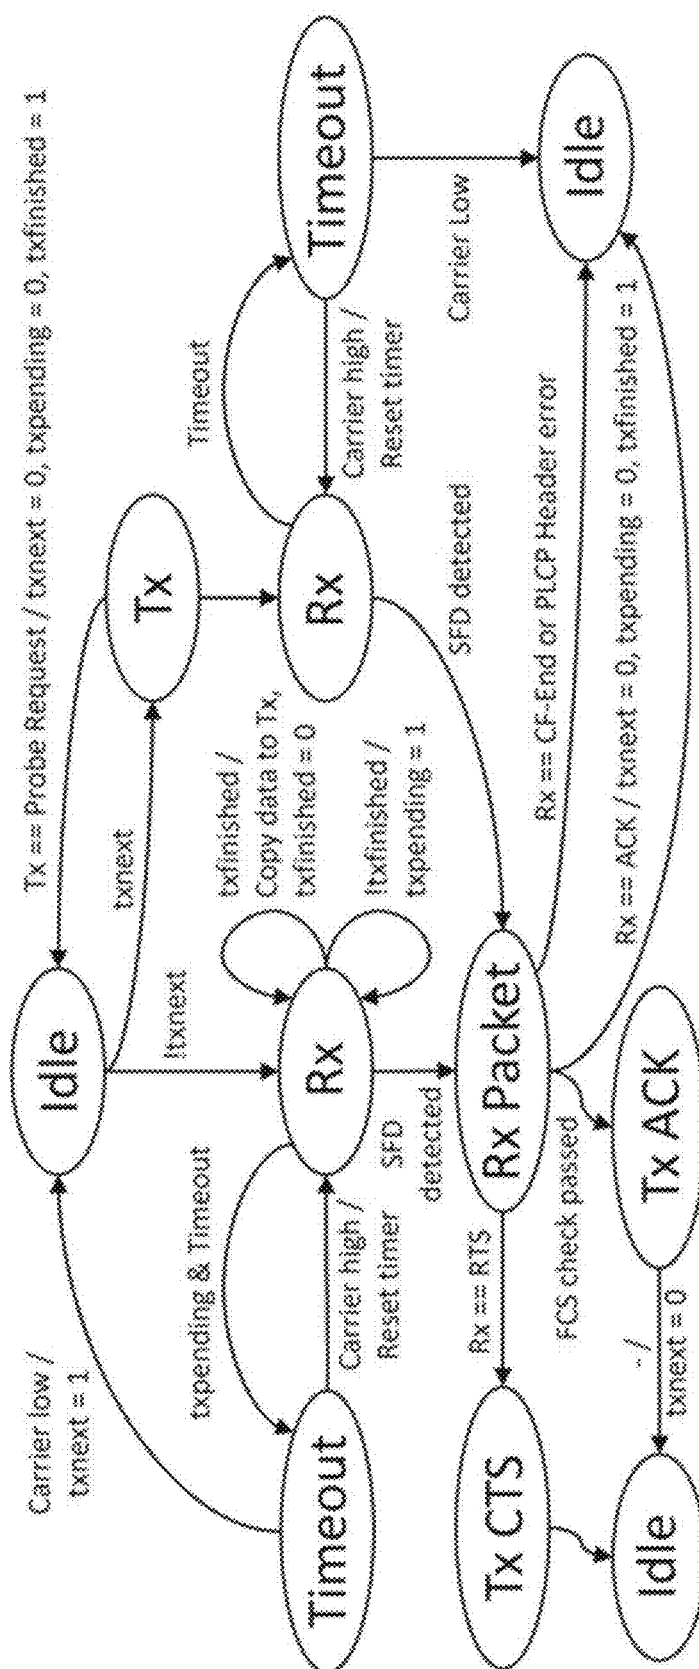 Tx == Probe Request / txnext = 0, txpending = 0, txfinished = 1
Idle
Carrier low /
txnext = 1
txnext
Tx
!txnext
txpending & Timeout
txfinished /
Copy data to Tx,
txfinished = 0
Timeout
Timeout
Carrier high /
Reset timer
Rx
!txfinished /
txpending = 1
Rx
Carrier high /
Reset timer
Timeout
SFD
detected
SFD detected
Carrier Low
Rx == RTS
Tx CTS
Rx Packet
Rx == CF-End or PLCP Header error
Idle
FCS check passed
Rx == ACK / txnext = 0, txpending = 0, txfinished = 1
Idle
- /
txnext = 0
Tx ACK